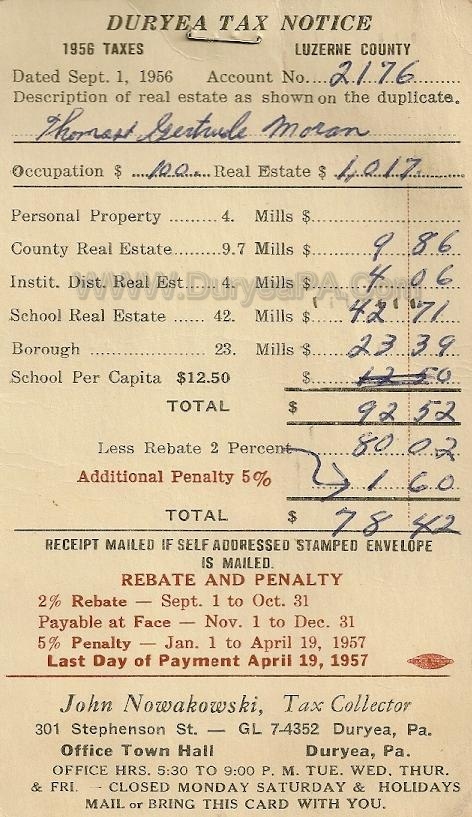 DURYEA TAX NOTICE
1956 TAXES LUZERNE COUNTY
Dated Sept. 1, 1956 Account No....2176
Description of real estate as shown on the duplicate.
Thomas Gertrude Moran
Occupation $ ...100... Real Estate $ 1,017.
Personal Property ....... 4. Mills $
County Real Estate ...... 9.7 Mills $ 9 86
Instit. Dist. Real Est..... 4. Mills $ 4 06
WWW.DuryeaPA.Com
School Real Estate ...... 42. Mills $ 42 71
Borough ...................... 23. Mills $ 23 39
School Per Capita $12.50 $ 12 50
TOTAL $ 92 52
Less Rebate 2 Percent 80 02
Additional Penalty 5% 1 60
TOTAL $ 78 42
RECEIPT MAILED IF SELF ADDRESSED STAMPED ENVELOPE
IS MAILED.
REBATE AND PENALTY
2% Rebate — Sept. 1 to Oct. 31
Payable at Face — Nov. 1 to Dec. 31
5% Penalty — Jan. 1 to April 19, 1957
Last Day of Payment April 19, 1957
John Nowakowski, Tax Collector
301 Stephenson St. — GL 7-4352 Duryea, Pa.
Office Town Hall Duryea, Pa.
OFFICE HRS. 5:30 TO 9:00 P. M. TUE. WED. THUR.
& FRI. — CLOSED MONDAY SATURDAY & HOLIDAYS
MAIL or BRING THIS CARD WITH YOU.